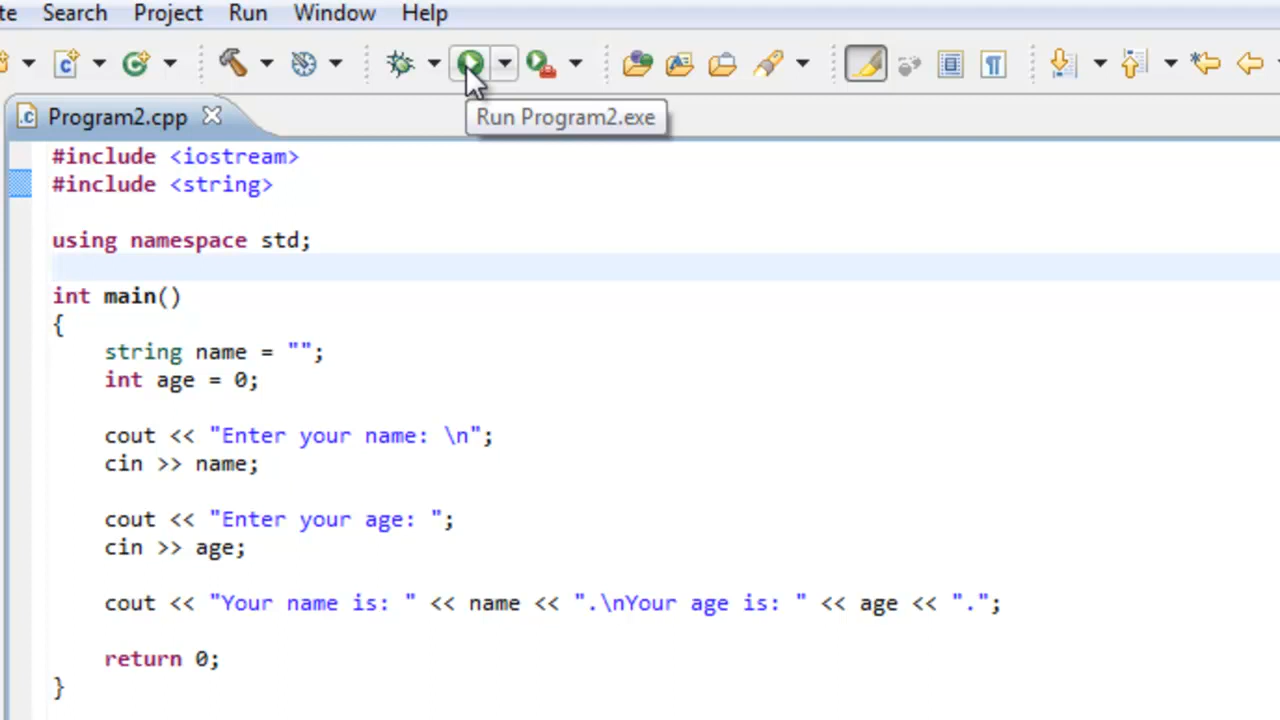 te Search Project Run Window Help
Program2.cpp
Run Program2.exe
#include <iostream>
#include <string>
using namespace std;
int main()
{
string name = "";
int age = 0;
cout << "Enter your name: \n";
cin >> name;
cout << "Enter your age: ";
cin >> age;
cout << "Your name is: " << name << ".\nYour age is: " << age << ".";
return 0;
}